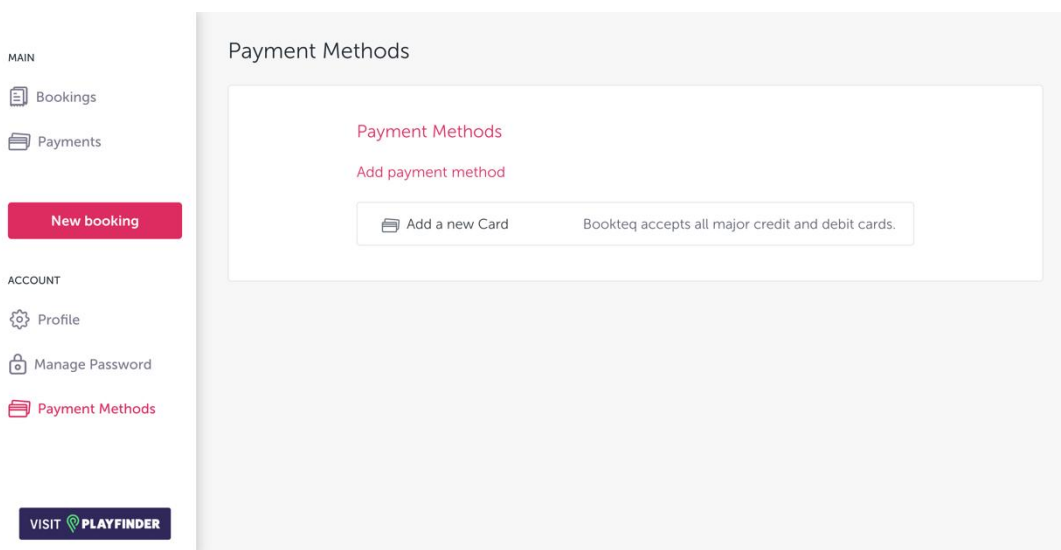 MAIN
Bookings
Payments
New booking
ACCOUNT
Profile
Manage Password
Payment Methods
VISIT PLAYFINDER
Payment Methods
Payment Methods
Add payment method
Add a new Card Bookteq accepts all major credit and debit cards.